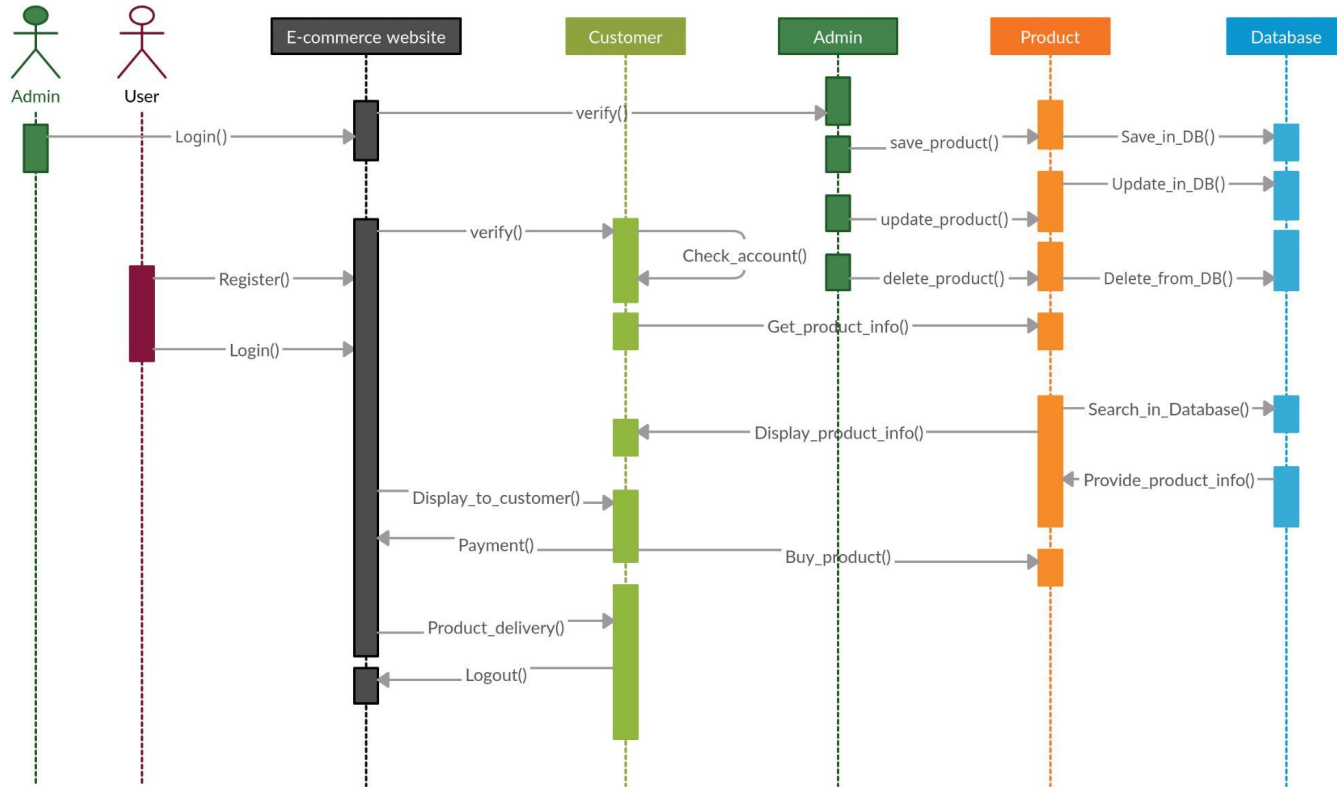 E-commerce website
Customer
Admin
Product
Database
Admin
User
verify()
Login()
save_product()
Save_in_DB()
Update_in_DB()
update_product()
verify()
Check_account()
Register()
delete_product()
Delete_from_DB()
Get_product_info()
Login()
Search_in_Database()
Display_product_info()
Provide_product_info()
Display_to_customer()
Payment()
Buy_product()
Product_delivery()
Logout()